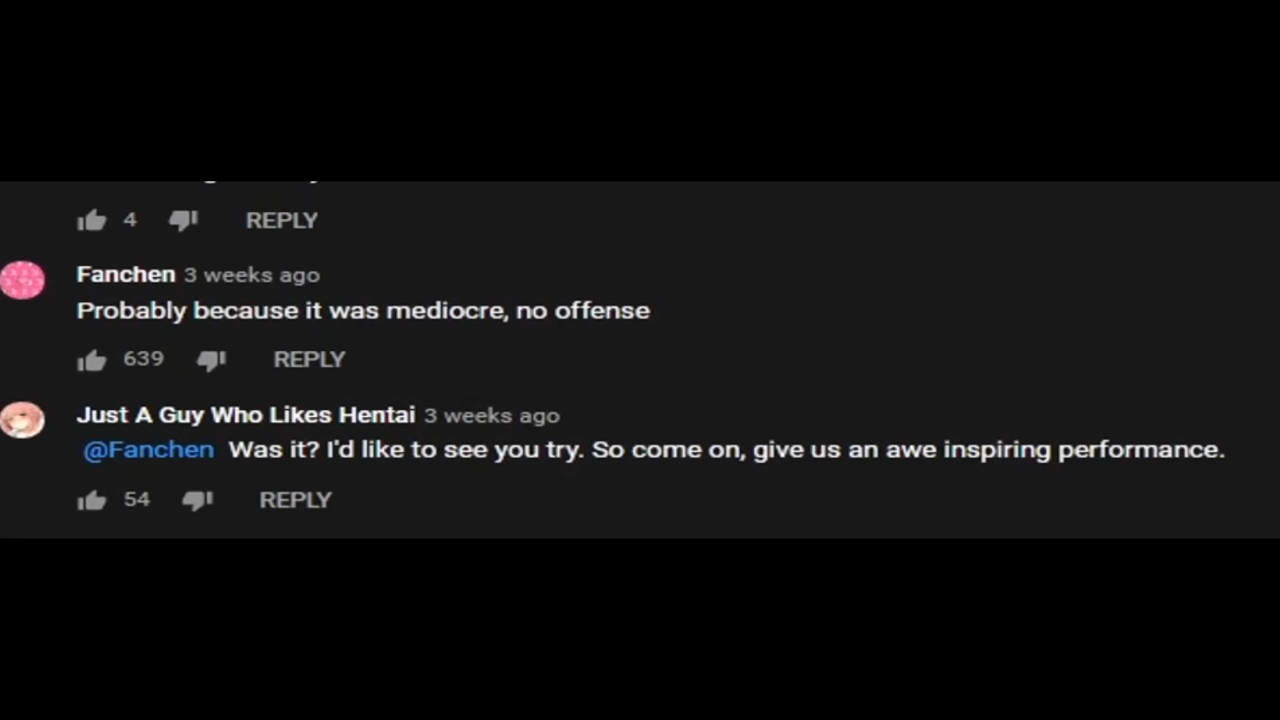 4 REPLY
Fanchen 3 weeks ago
Probably because it was mediocre, no offense
639 REPLY
Just A Guy Who Likes Hentai 3 weeks ago
@Fanchen Was it? I'd like to see you try. So come on, give us an awe inspiring performance.
54 REPLY